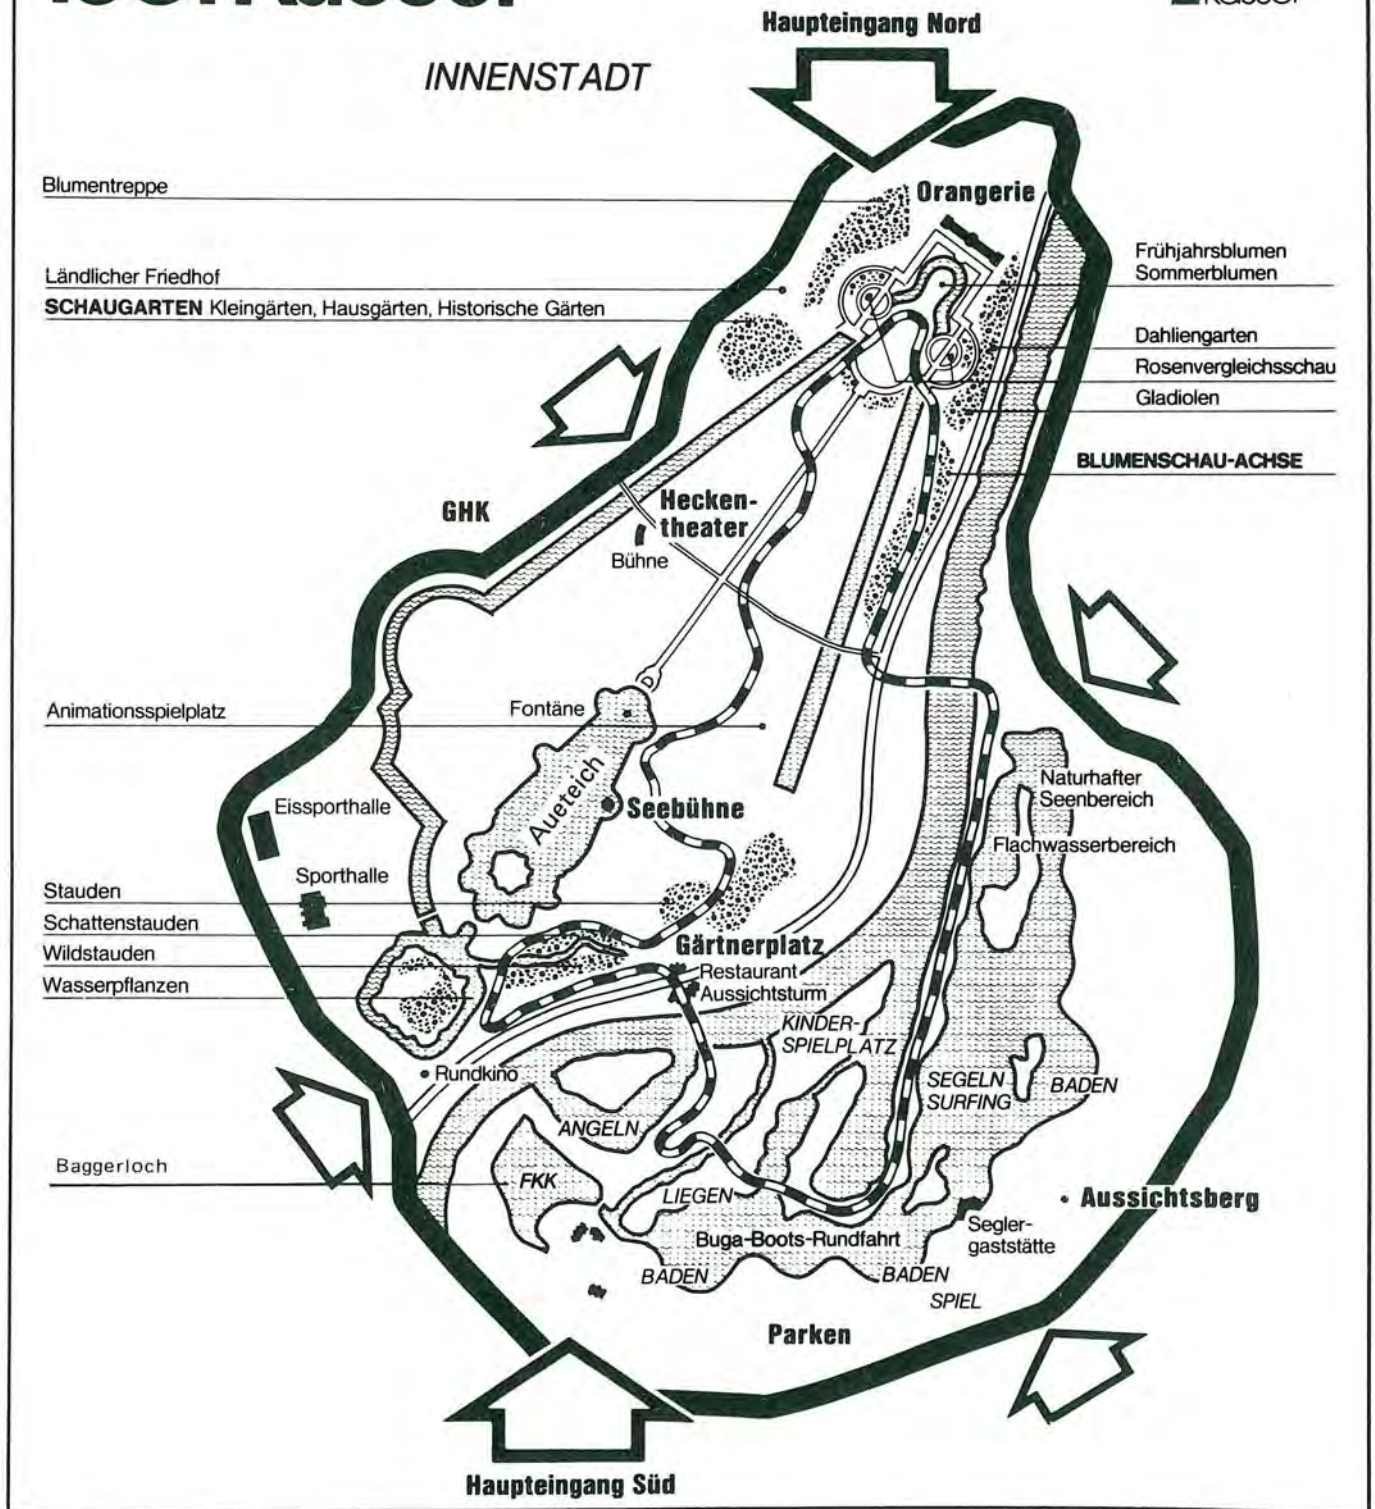 Haupteingang Nord
INNENSTADT
Blumentreppe
Orangerie
Frühjahrsblumen
Sommerblumen
Ländlicher Friedhof
SCHAUGARTEN Kleingärten, Hausgärten, Historische Gärten
Dahliengarten
Rosenvergleichsschau
Gladiolen
BLUMENSCHAU-ACHSE
GHK
Hecken-
theater
Bühne
Animationsspielplatz
Fontäne
Aueteich
Seebühne
Naturhafter
Seenbereich
Flachwasserbereich
Eissporthalle
Sporthalle
Stauden
Schattenstauden
Wildstauden
Wasserpflanzen
Gärtnerplatz
Restaurant
Aussichtsturm
KINDER-
SPIELPLATZ
Rundkino
SEGELN
SURFING
BADEN
ANGELN
Baggerloch
FKK
LIEGEN
Aussichtsberg
Segler-
gaststätte
Buga-Boots-Rundfahrt
BADEN
BADEN
SPIEL
Parken
Haupteingang Süd